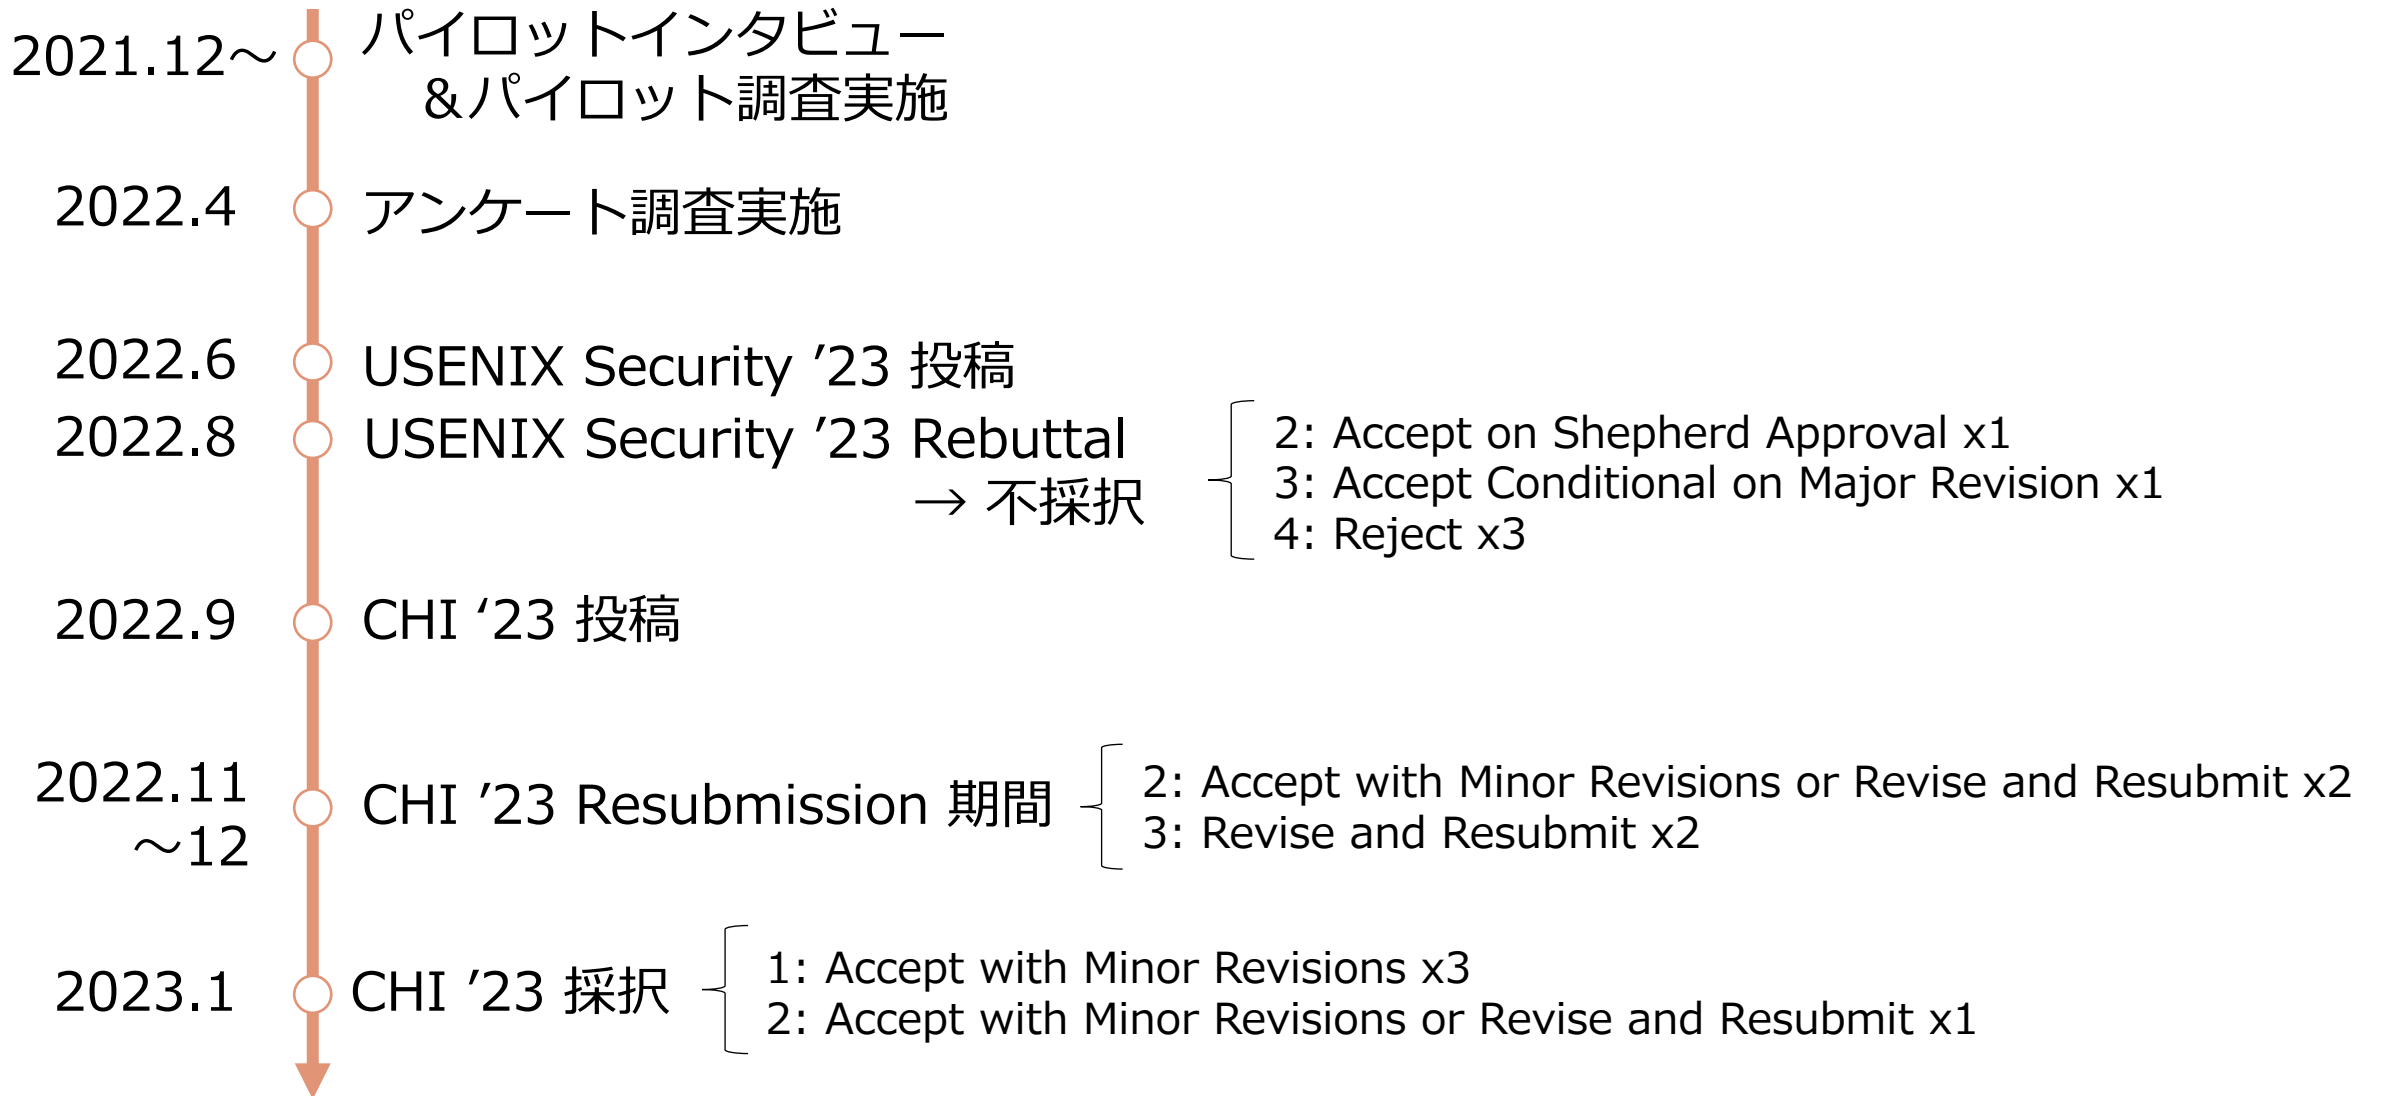 2021.12～
パイロットインタビュー
&パイロット調査実施
2022.4
アンケート調査実施
2022.6
USENIX Security ’23 投稿
2022.8
USENIX Security ’23 Rebuttal
→ 不採択
2: Accept on Shepherd Approval x1
3: Accept Conditional on Major Revision x1
4: Reject x3
2022.9
CHI ‘23 投稿
2022.11
～12
CHI ’23 Resubmission 期間
2: Accept with Minor Revisions or Revise and Resubmit x2
3: Revise and Resubmit x2
2023.1
CHI ’23 採択
1: Accept with Minor Revisions x3
2: Accept with Minor Revisions or Revise and Resubmit x1